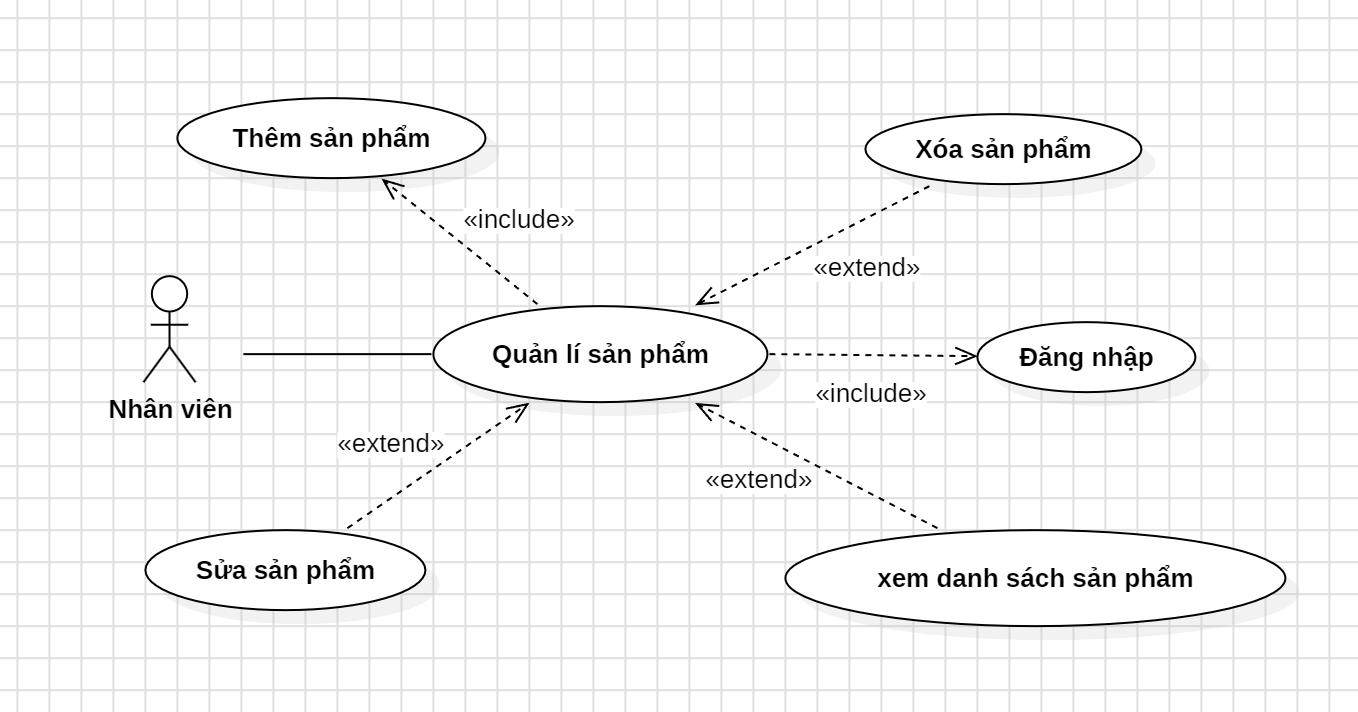 Thêm sản phẩm
Xóa sản phẩm
«include»
«extend»
Quản lí sản phẩm
Đăng nhập
Nhân viên
«include»
«extend»
«extend»
Sửa sản phẩm
xem danh sách sản phẩm